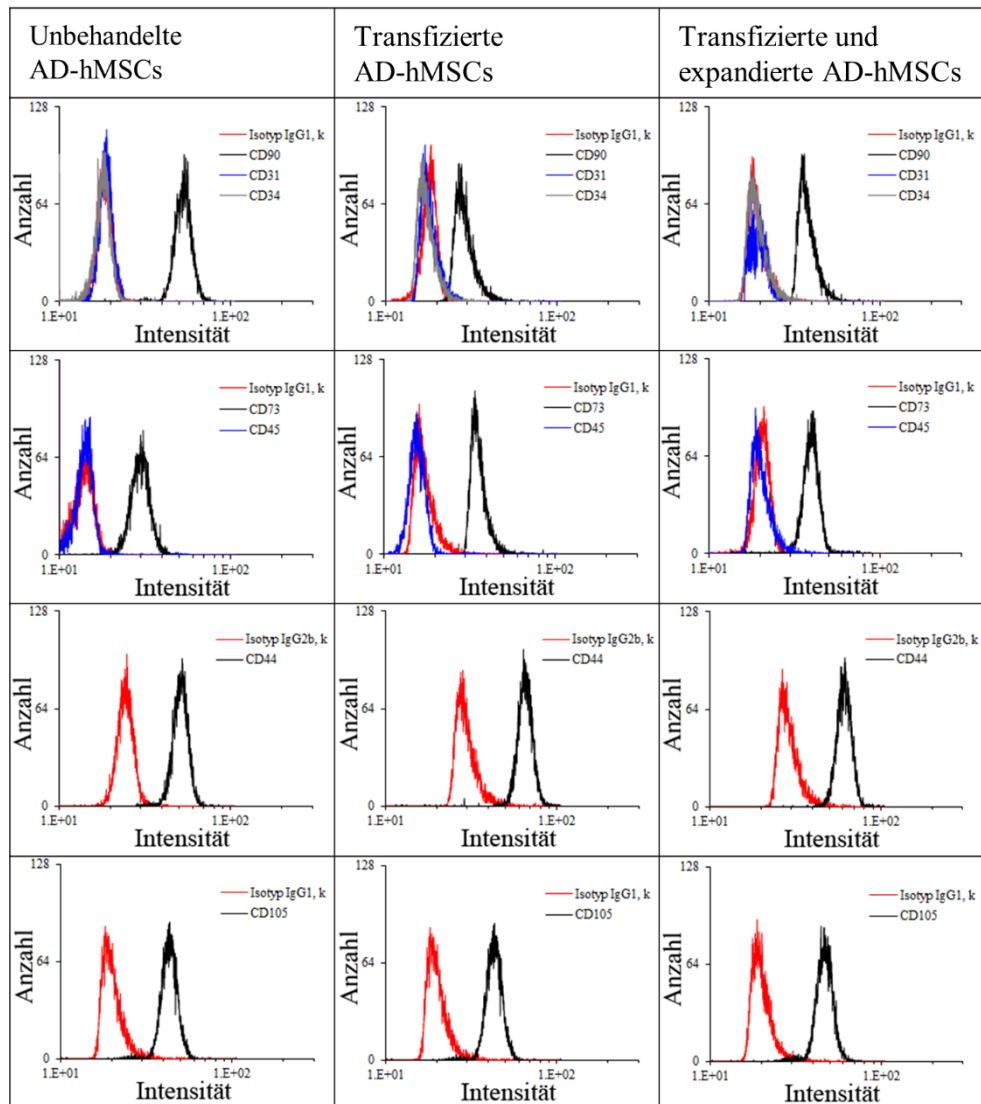 Unbehandelte
AD-hMSCs
Transfizierte
AD-hMSCs
Transfizierte und
expandierte AD-hMSCs
128
64
0
Anzahl
Isotyp IgG1, k
CD90
CD31
CD34
1.E+01
1.E+02
Intensität
128
64
0
Anzahl
Isotyp IgG1, k
CD90
CD31
CD34
1.E+01
1.E+02
Intensität
128
64
0
Anzahl
Isotyp IgG1, k
CD90
CD31
CD34
1.E+01
1.E+02
Intensität
128
64
0
Anzahl
Isotyp IgG1, k
CD73
CD45
1.E+01
1.E+02
Intensität
128
64
0
Anzahl
Isotyp IgG1, k
CD73
CD45
1.E+01
1.E+02
Intensität
128
64
0
Anzahl
Isotyp IgG1, k
CD73
CD45
1.E+01
1.E+02
Intensität
128
64
0
Anzahl
Isotyp IgG2b, k
CD44
1.E+01
1.E+02
Intensität
128
64
0
Anzahl
Isotyp IgG2b, k
CD44
1.E+01
1.E+02
Intensität
128
64
0
Anzahl
Isotyp IgG2b, k
CD44
1.E+01
1.E+02
Intensität
128
64
0
Anzahl
Isotyp IgG1, k
CD105
1.E+01
1.E+02
Intensität
128
64
0
Anzahl
Isotyp IgG1, k
CD105
1.E+01
1.E+02
Intensität
128
64
0
Anzahl
Isotyp IgG1, k
CD105
1.E+01
1.E+02
Intensität